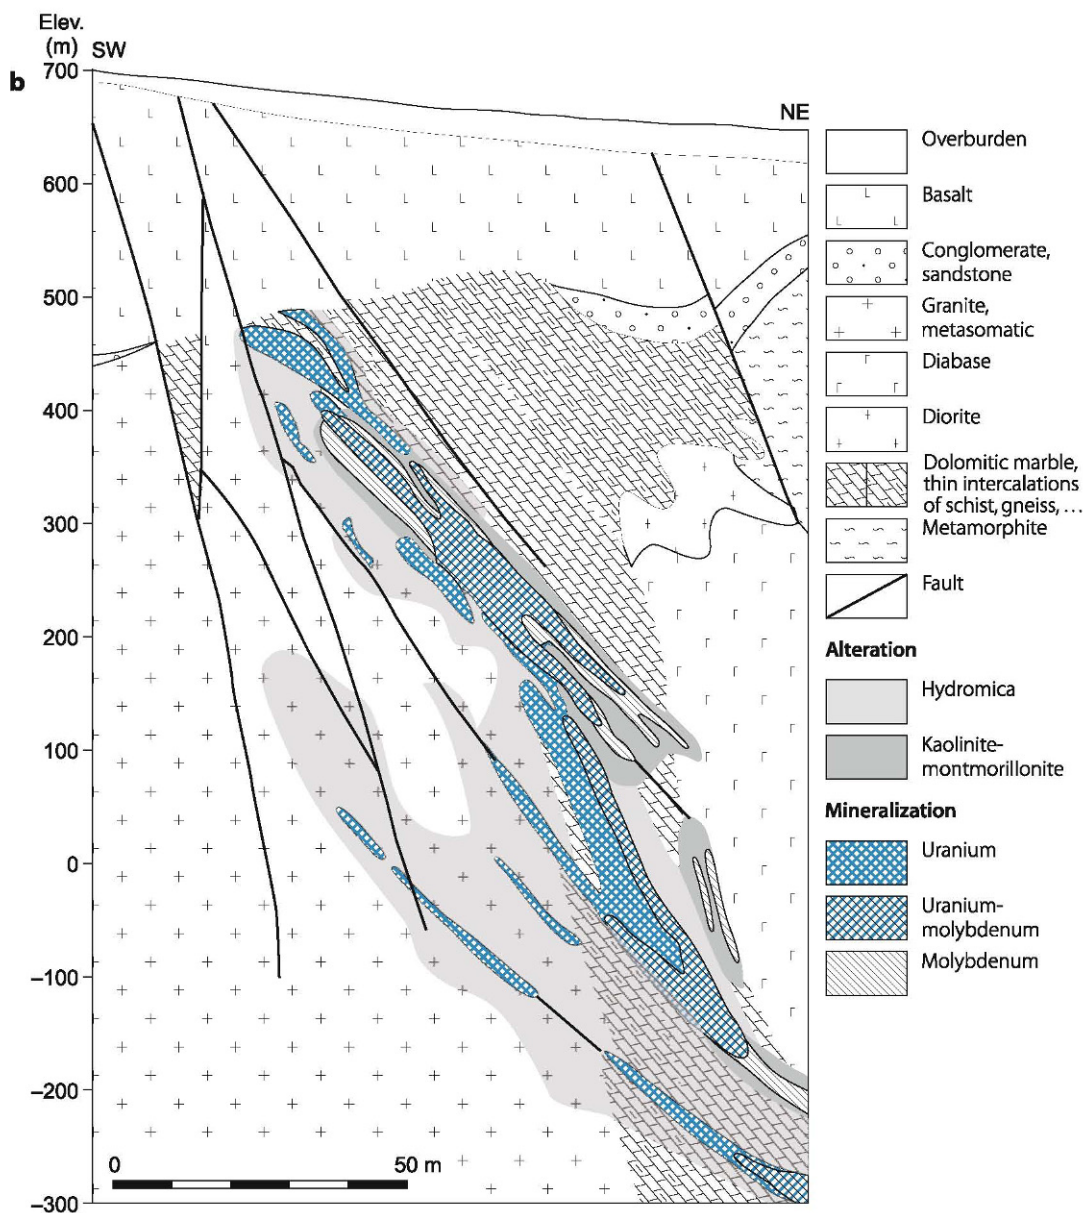 Elev.
(m)
SW
b
700
NE
600
500
400
300
200
100
0
–100
–200
–300
0
50 m
Overburden
Basalt
Conglomerate,
sandstone
Granite,
metasomatic
Diabase
Diorite
Dolomitic marble,
thin intercalations
of schist, gneiss, ...
Metamorphite
Fault
Alteration
Hydromica
Kaolinite-
montmorillonite
Mineralization
Uranium
Uranium-
molybdenum
Molybdenum